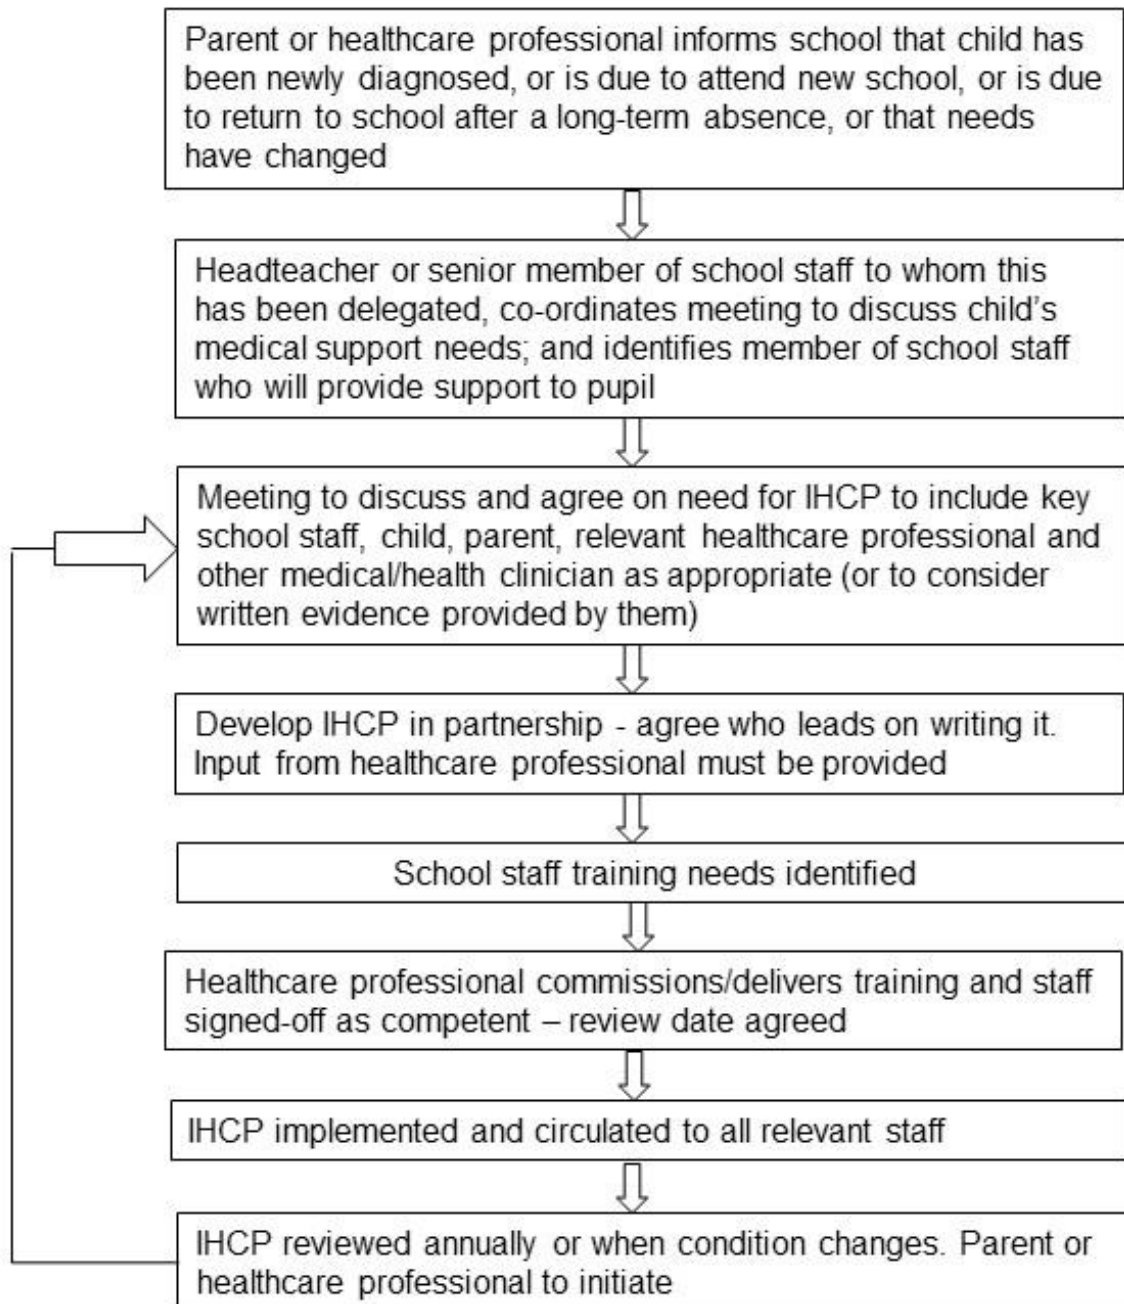 Parent or healthcare professional informs school that child has
been newly diagnosed, or is due to attend new school, or is due
to return to school after a long-term absence, or that needs
have changed
Headteacher or senior member of school staff to whom this
has been delegated, co-ordinates meeting to discuss child's
medical support needs; and identifies member of school staff
who will provide support to pupil
Meeting to discuss and agree on need for IHCP to include key
school staff, child, parent, relevant healthcare professional and
other medical/health clinician as appropriate (or to consider
written evidence provided by them)
Develop IHCP in partnership - agree who leads on writing it.
Input from healthcare professional must be provided
School staff training needs identified
Healthcare professional commissions/delivers training and staff
signed-off as competent – review date agreed
IHCP implemented and circulated to all relevant staff
IHCP reviewed annually or when condition changes. Parent or
healthcare professional to initiate